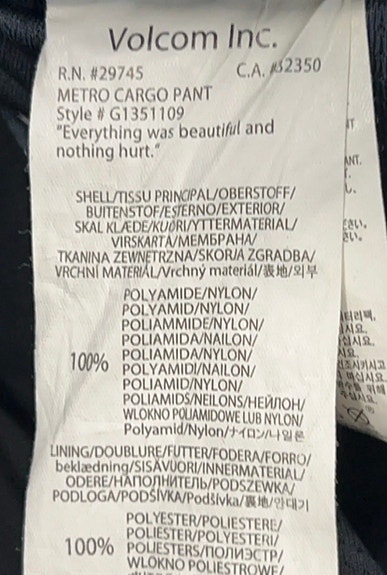 Volcom Inc.
R.N. #29745 C.A. #32350
METRO CARGO PANT
Style # G1351109
"Everything was beautiful and
nothing hurt."
SHELL/TISSU PRINCIPAL/OBERSTOFF/
BUITENSTOF/ESTERNO/EXTERIOR/
SKAL KLÆDE/KUORI/YTTERMATERIAL/
VIRSKARTA/МЕМБРАНА/
TKANINA ZEWNĘTRZNA/SKORJA ZGRADBA/
VRCHNÍ MATERIÁL/Vrchný materiál/表地/외부
POLYAMIDE/NYLON/
POLYAMID/NYLON/
POLIAMMIDE/NYLON/
POLIAMIDA/NAILON/
100% POLIAMIDA/NYLON/
POLYAMIDI/NAILON/
POLIAMID/NYLON/
POLIAMIDS/NEILONS/НЕЙЛОН/
WLOKNO POLIAMIDOWE LUB NYLON/
Polyamid/Nylon/ナイロン/나일론
LINING/DOUBLURE/FUTTER/FODERA/FORRO/
beklædning/SISÄVUORI/INNERMATERIAL/
ODERE/НАПОЛНИТЕЛЬ/PODSZEWKA/
PODLOGA/PODŠÍVKA/Podšívka/裏地/안대기
POLYESTER/POLIESTERE/
POLIESTER/POLYESTERI/
100% POLIESTERS/ПОЛИЭСТР/
WLOKNO POLIESTROWE/